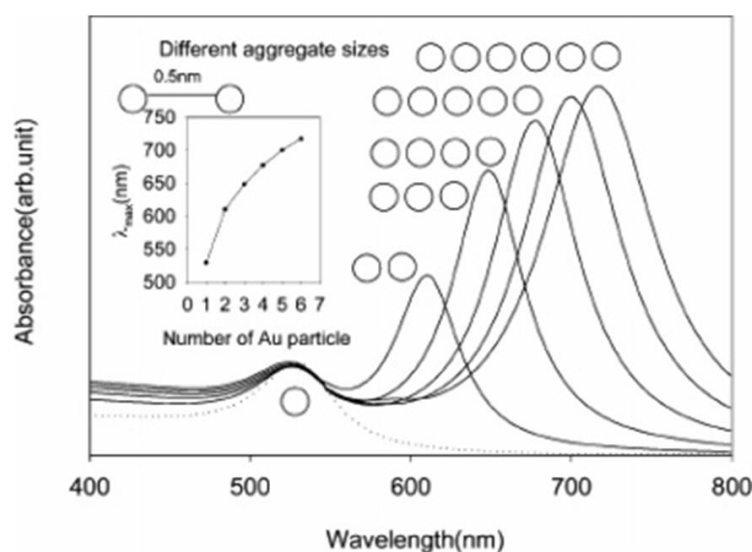 Different aggregate sizes
0.5nm
750
700
650
600
550
500
λmax(nm)
0 1 2 3 4 5 6 7
Number of Au particle
Absorbance(arb.unit)
400 500 600 700 800
Wavelength(nm)